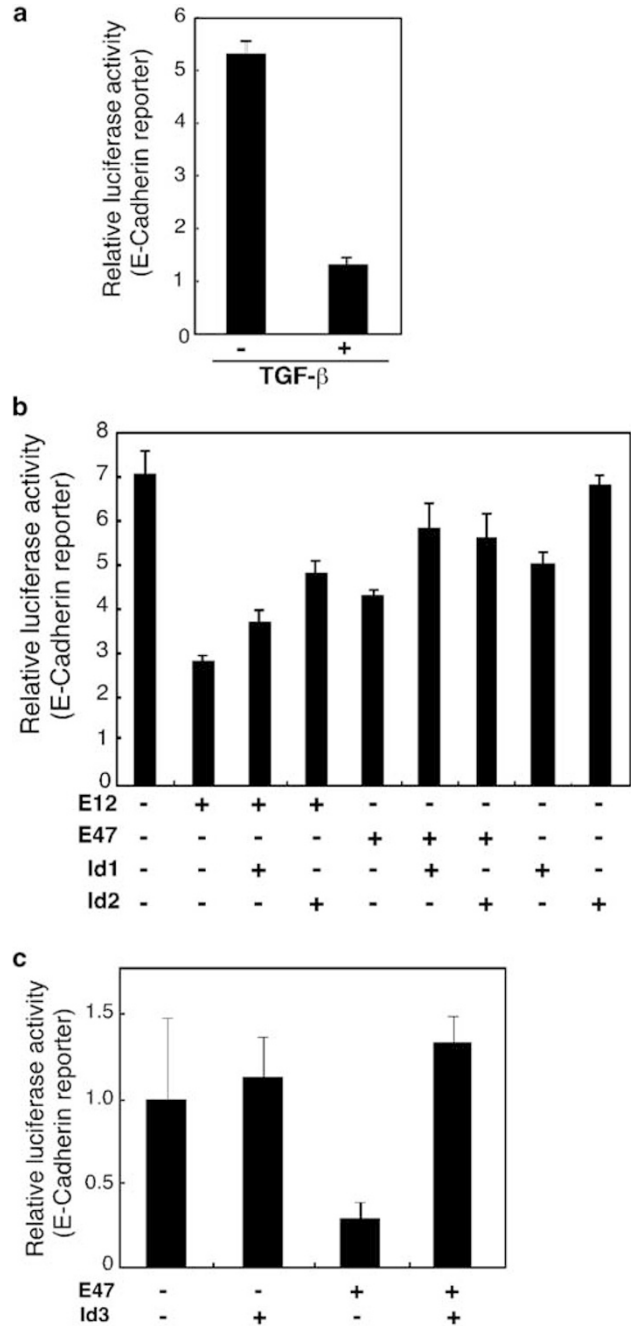 a
Relative luciferase activity
(E-Cadherin reporter)
6
5
4
3
2
1
0
- +
TGF-β
b
Relative luciferase activity
(E-Cadherin reporter)
8
7
6
5
4
3
2
1
0
E12 - + + + - - - - -
E47 - - - - + + + - -
Id1 - - + - - + - + -
Id2 - - - + - - + - +
c
Relative luciferase activity
(E-Cadherin reporter)
1.5
1.0
0.5
0
E47 - - + +
Id3 - + - +